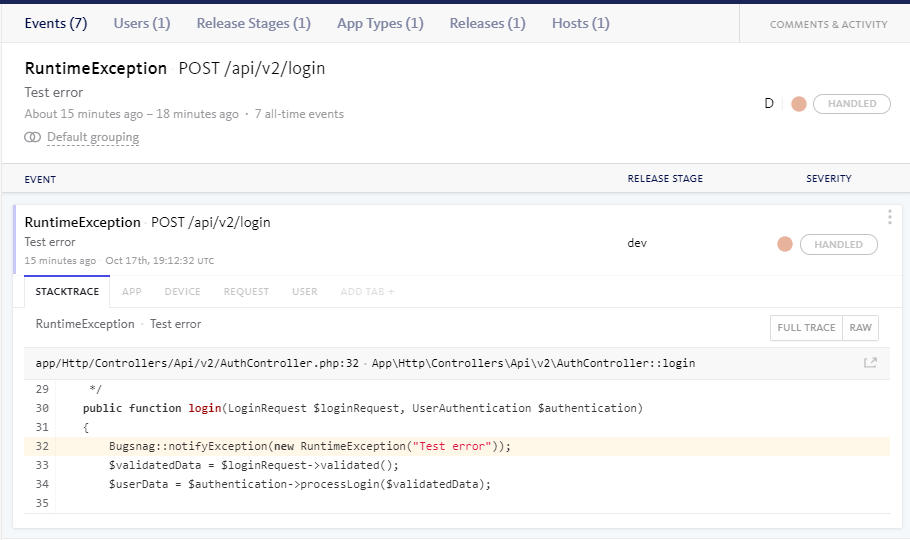 Events (7) Users (1) Release Stages (1) App Types (1) Releases (1) Hosts (1) COMMENTS & ACTIVITY
RuntimeException · POST /api/v2/login
Test error
About 15 minutes ago – 18 minutes ago · 7 all-time events
D HANDLED
Default grouping
EVENT RELEASE STAGE SEVERITY
RuntimeException · POST /api/v2/login
Test error
dev HANDLED
15 minutes ago · Oct 17th, 19:12:32 UTC
STACKTRACE APP DEVICE REQUEST USER ADD TAB +
RuntimeException · Test error FULL TRACE RAW
app/Http/Controllers/Api/v2/AuthController.php:32 · App\Http\Controllers\Api\v2\AuthController::login
29 */
30 public function login(LoginRequest $loginRequest, UserAuthentication $authentication)
31 {
32 Bugsnag::notifyException(new RuntimeException("Test error"));
33 $validatedData = $loginRequest->validated();
34 $userData = $authentication->processLogin($validatedData);
35